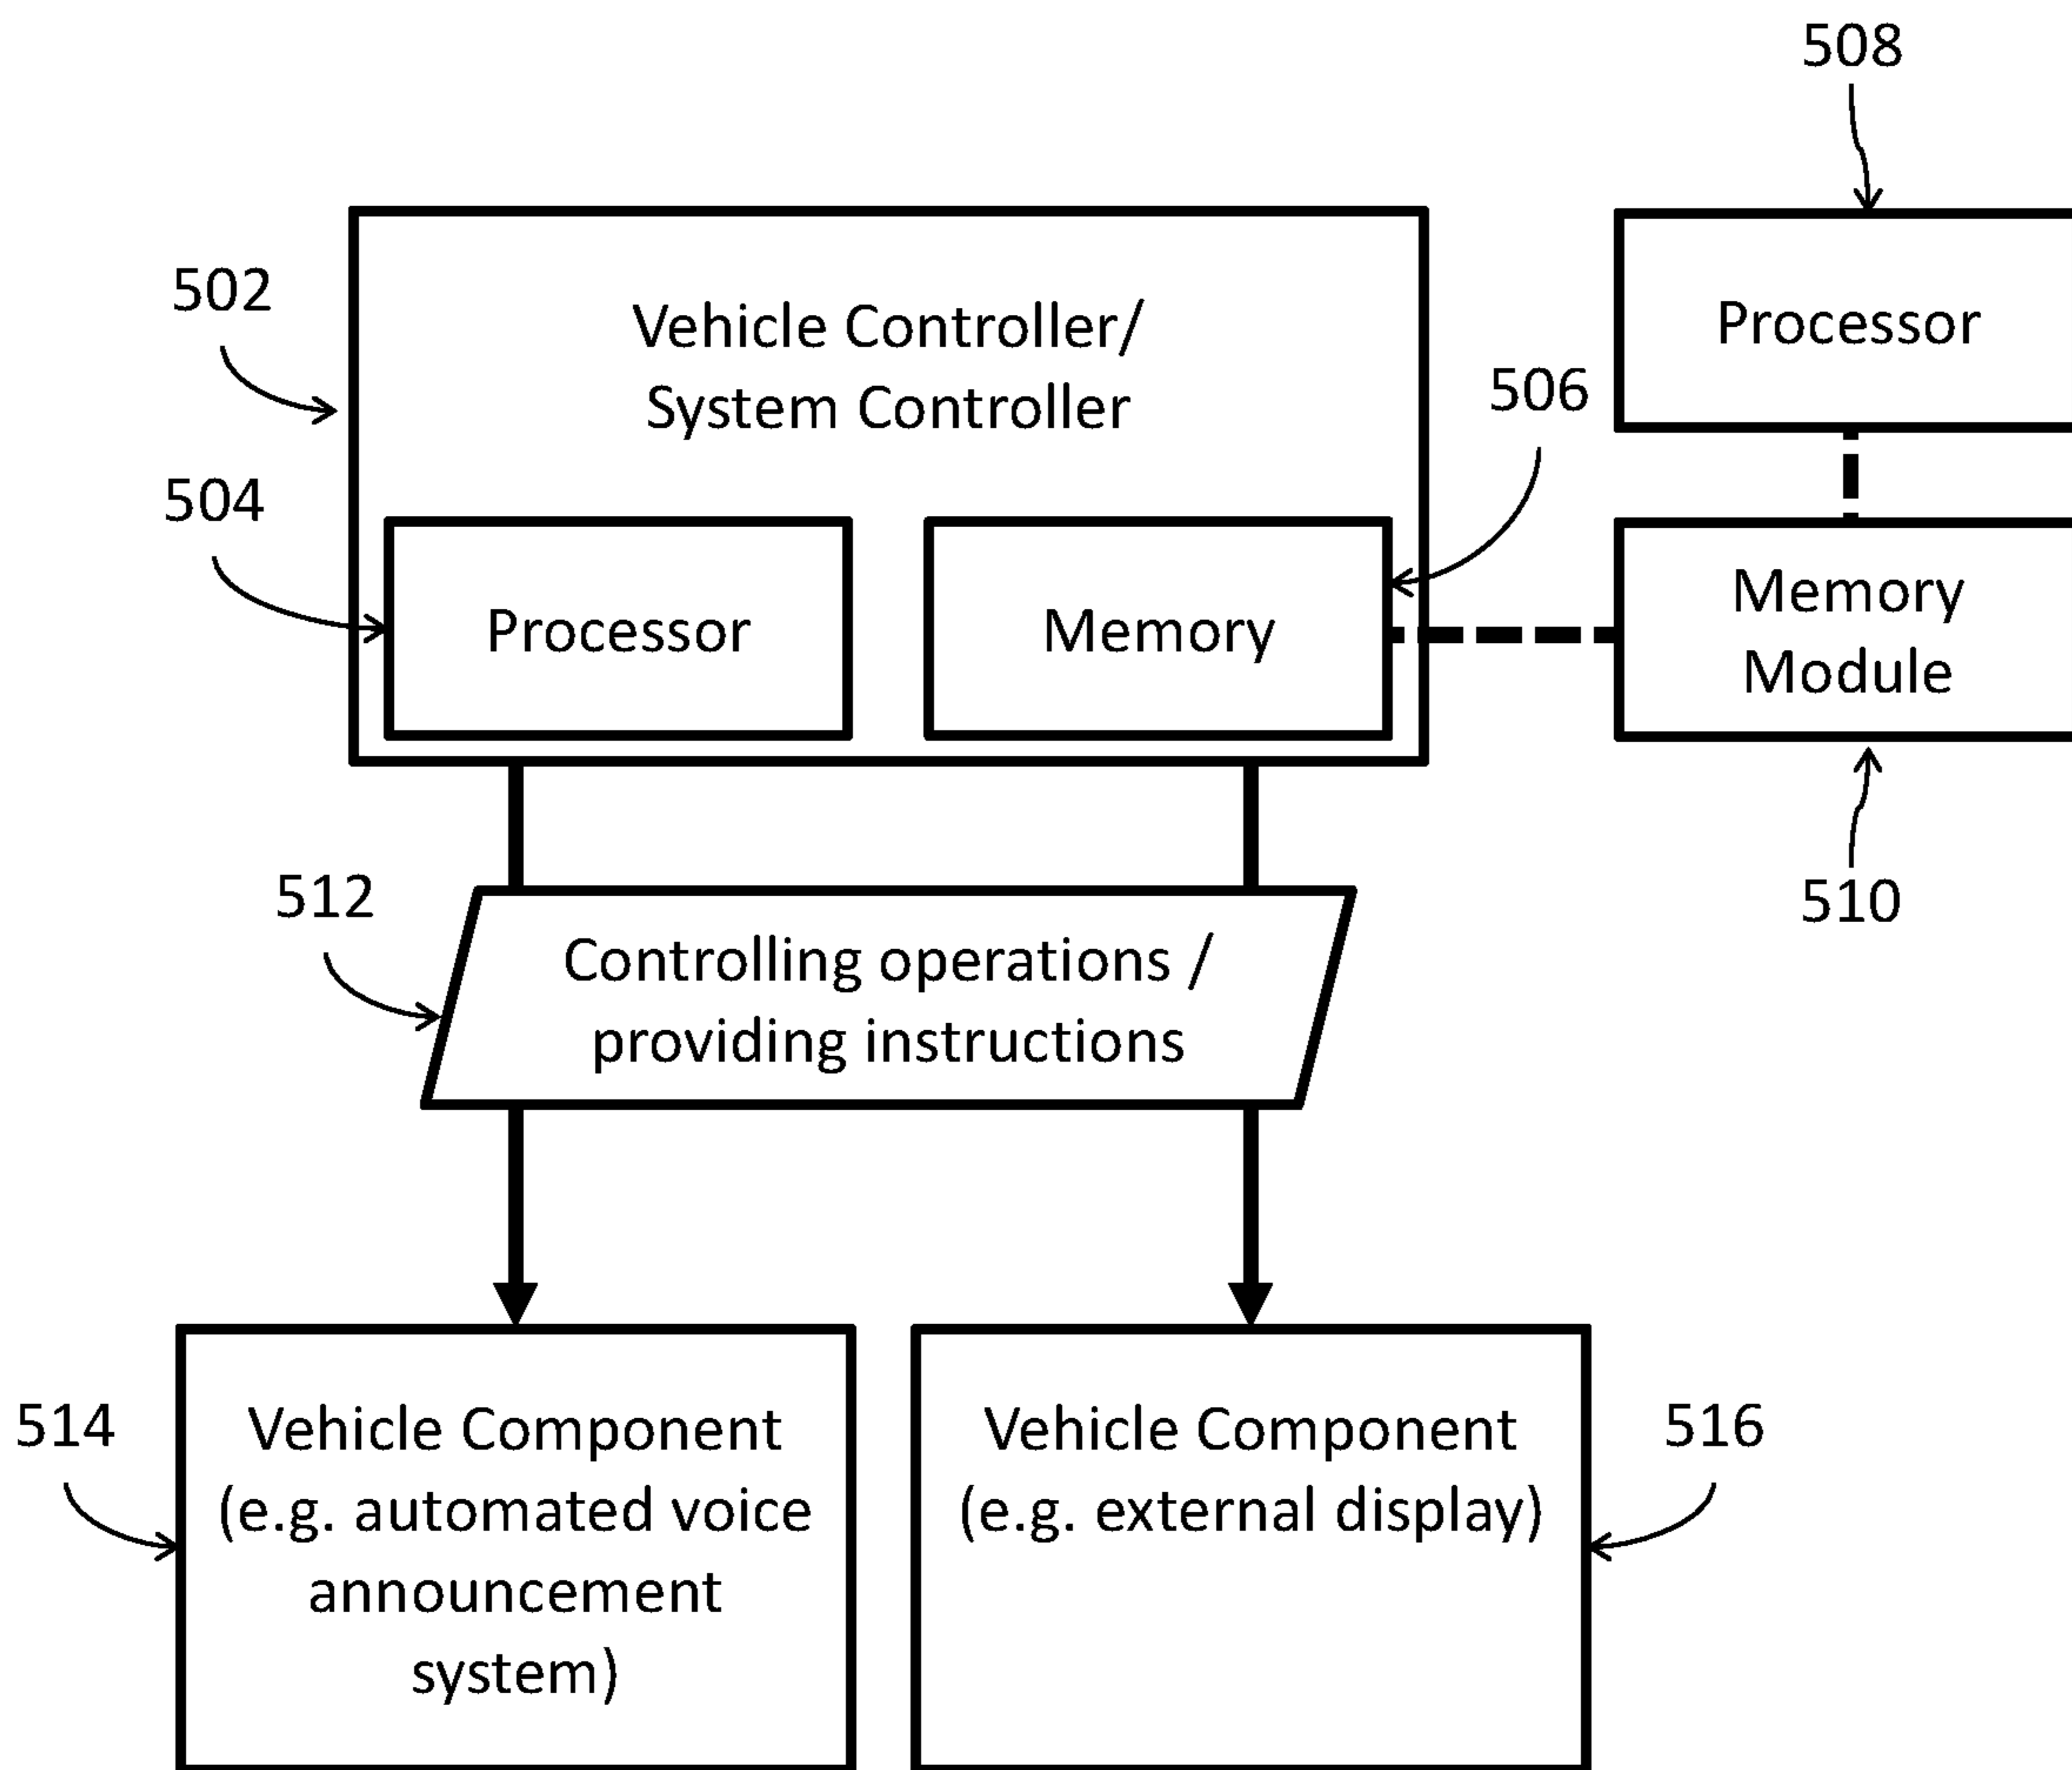 508
502
Vehicle Controller/
System Controller
506
Processor
504
Processor
Memory
Memory
Module
510
512
Controlling operations /
providing instructions
514
Vehicle Component
(e.g. automated voice
announcement
system)
Vehicle Component
(e.g. external display)
516